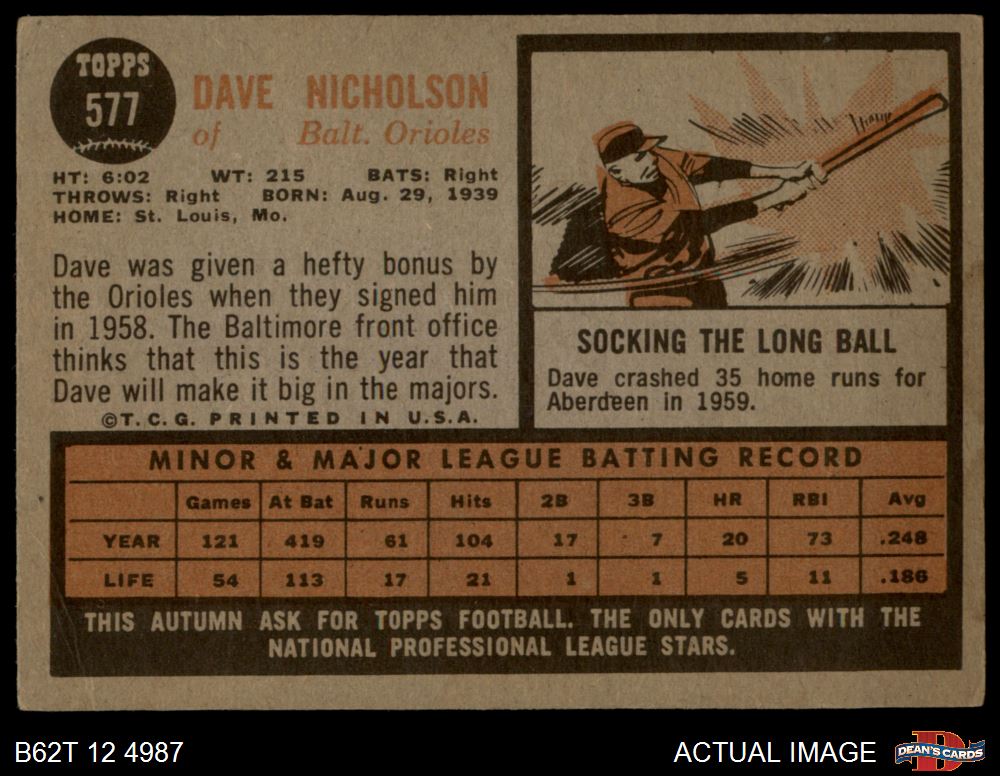 TOPPS
577
DAVE NICHOLSON
of Balt. Orioles
HT: 6:02 WT: 215 BATS: Right
THROWS: Right BORN: Aug. 29, 1939
HOME: St. Louis, Mo.
Dave was given a hefty bonus by
the Orioles when they signed him
in 1958. The Baltimore front office
thinks that this is the year that
Dave will make it big in the majors.
©T.C.G. PRINTED IN U.S.A.
SOCKING THE LONG BALL
Dave crashed 35 home runs for
Aberdeen in 1959.
MINOR & MAJOR LEAGUE BATTING RECORD
Games At Bat Runs Hits 2B 3B HR RBI Avg
YEAR 121 419 61 104 17 7 20 73 .248
LIFE 54 113 17 21 1 1 5 11 .186
THIS AUTUMN ASK FOR TOPPS FOOTBALL. THE ONLY CARDS WITH THE
NATIONAL PROFESSIONAL LEAGUE STARS.
B62T 12 4987 ACTUAL IMAGE DEAN'S CARDS